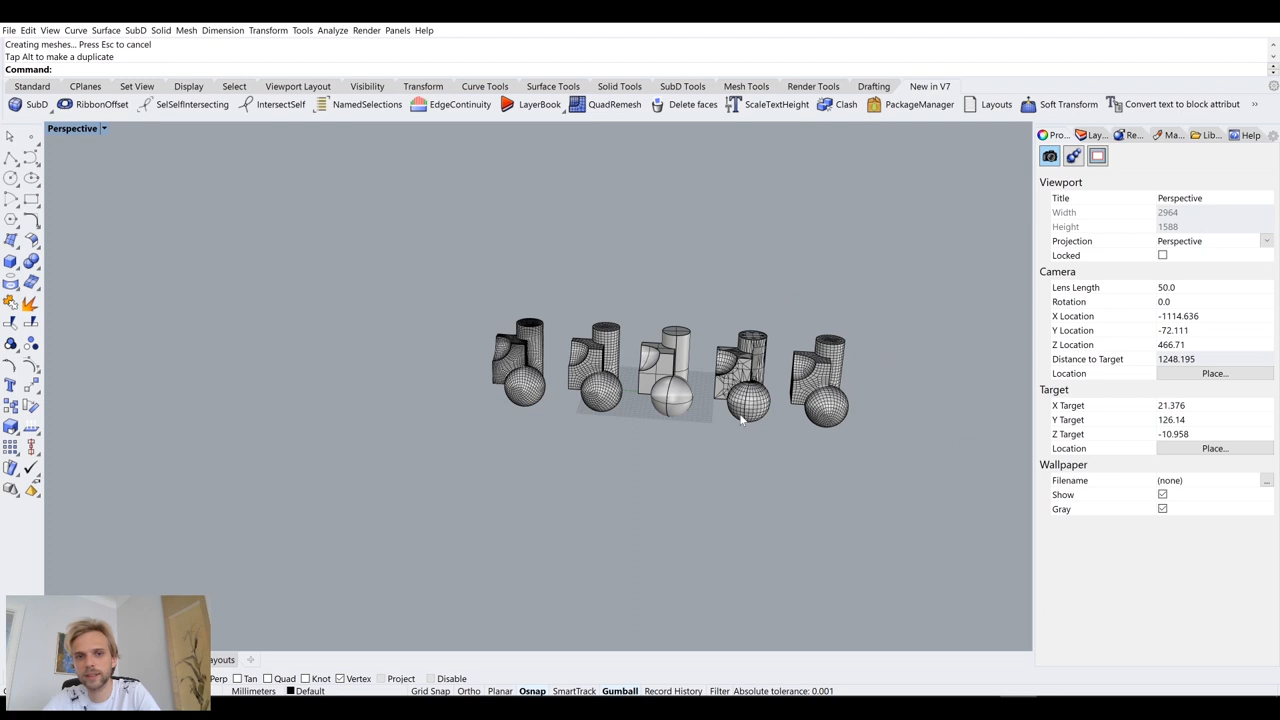 File Edit View Curve Surface SubD Solid Mesh Dimension Transform Tools Analyze Render Panels Help
Creating meshes... Press Esc to cancel
Tap Alt to make a duplicate
Command:
Standard CPlanes Set View Display Select Viewport Layout Visibility Transform Curve Tools Surface Tools Solid Tools SubD Tools Mesh Tools Render Tools Drafting New in V7
SubD RibbonOffset SelSelfIntersecting IntersectSelf NamedSelections EdgeContinuity LayerBook QuadRemesh Delete faces ScaleTextHeight Clash PackageManager Layouts Soft Transform Convert text to block attribut
Perspective
Pro... Lay... Re... Ma... Lib... Help
Viewport
Title Perspective
Width 2964
Height 1588
Projection Perspective
Locked
Camera
Lens Length 50.0
Rotation 0.0
X Location -1114.636
Y Location -72.111
Z Location 466.71
Distance to Target 1248.195
Location Place...
Target
X Target 21.376
Y Target 126.14
Z Target -10.958
Location Place...
Wallpaper
Filename (none) ...
Show
Gray
ayouts
Perp Tan Quad Knot Vertex Project Disable
Millimeters Default Grid Snap Ortho Planar Osnap SmartTrack Gumball Record History Filter Absolute tolerance: 0.001